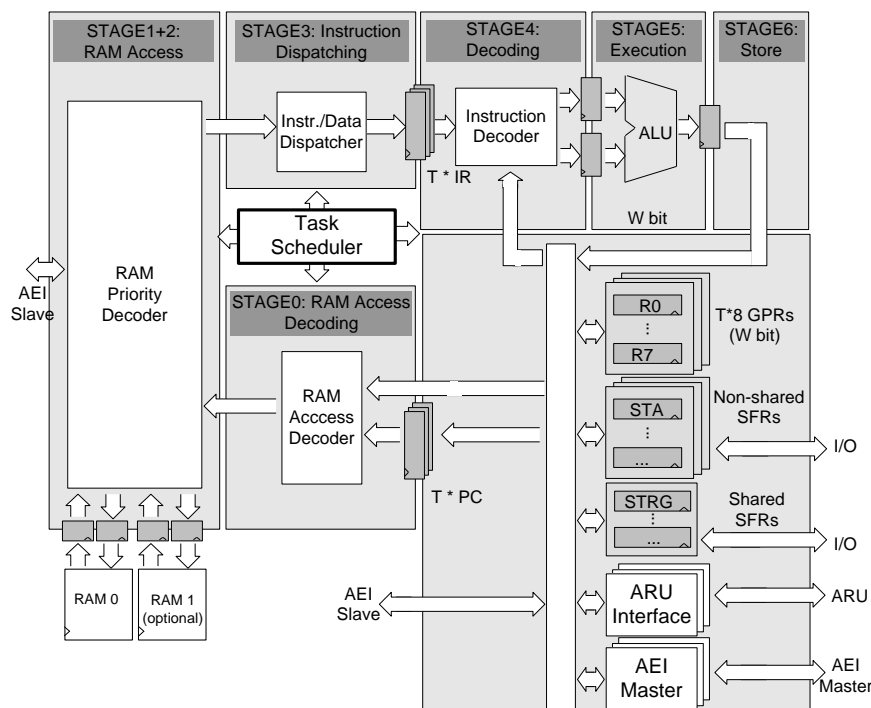 STAGE1+2:
RAM Access
STAGE3: Instruction
Dispatching
STAGE4:
Decoding
STAGE5:
Execution
STAGE6:
Store
Instr./Data
Dispatcher
Instruction
Decoder
ALU
T * IR
W bit
Task
Scheduler
AEI
Slave
RAM
Priority
Decoder
STAGE0: RAM Access
Decoding
RAM
Acccess
Decoder
T * PC
R0
⋮
R7
T*8 GPRs
(W bit)
STA
⋮
...
Non-shared
SFRs
I/O
STRG
⋮
...
Shared
SFRs
I/O
RAM 0
RAM 1
(optional)
AEI
Slave
ARU
Interface
ARU
AEI
Master
AEI
Master